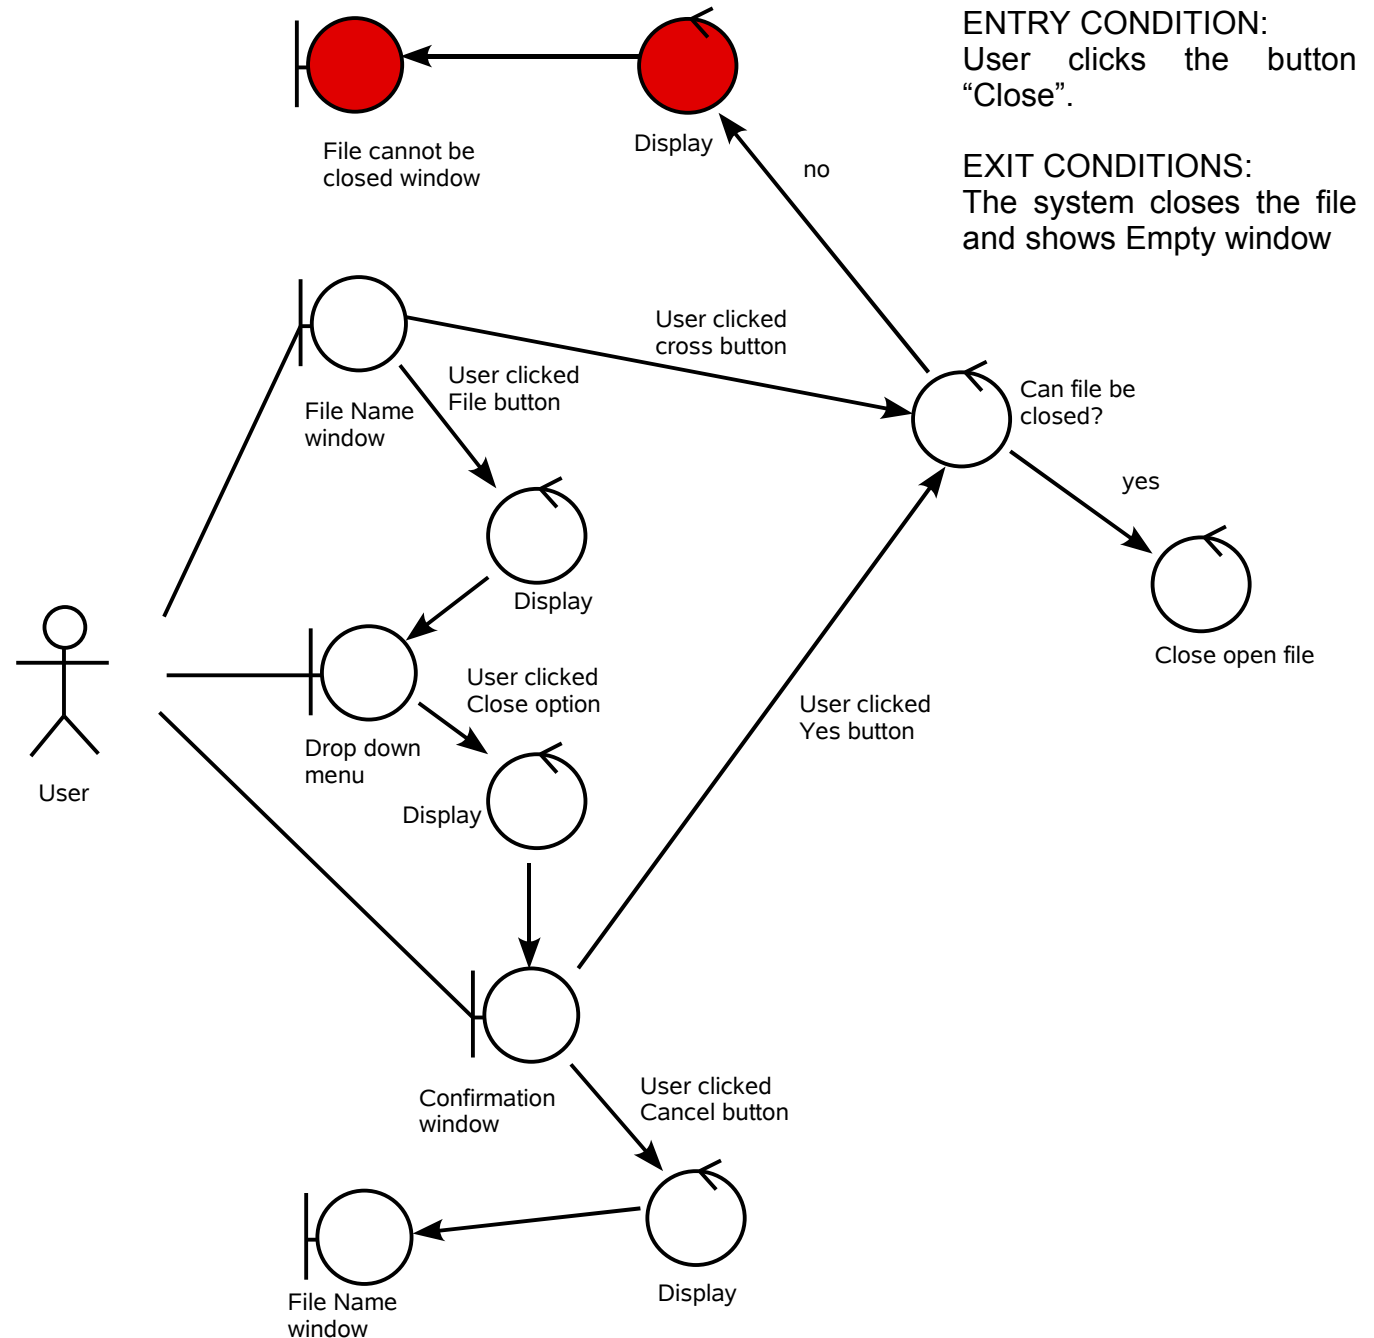 ENTRY CONDITION:
User clicks the button
“Close”.
EXIT CONDITIONS:
The system closes the file
and shows Empty window
File cannot be
closed window
Display
no
User clicked
cross button
User clicked
File button
File Name
window
Can file be
closed?
yes
Display
Close open file
User clicked
Close option
User clicked
Yes button
Drop down
menu
User
Display
Confirmation
window
User clicked
Cancel button
Display
File Name
window